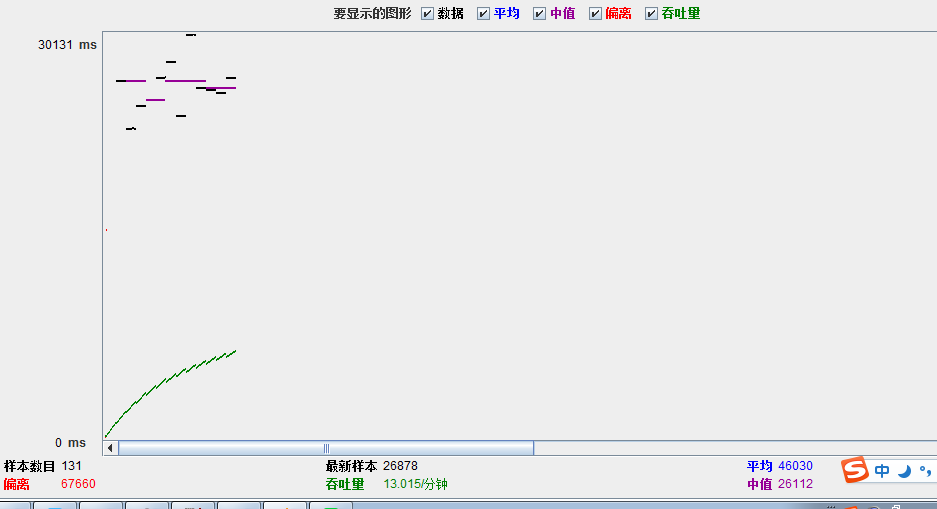 要显示的图形 数据 平均 中值 偏离 吞吐量
30131 ms
0 ms
样本数目 131 最新样本 26878 平均 46030
偏离 67660 吞吐量 13.015/分钟 中值 26112
S 中